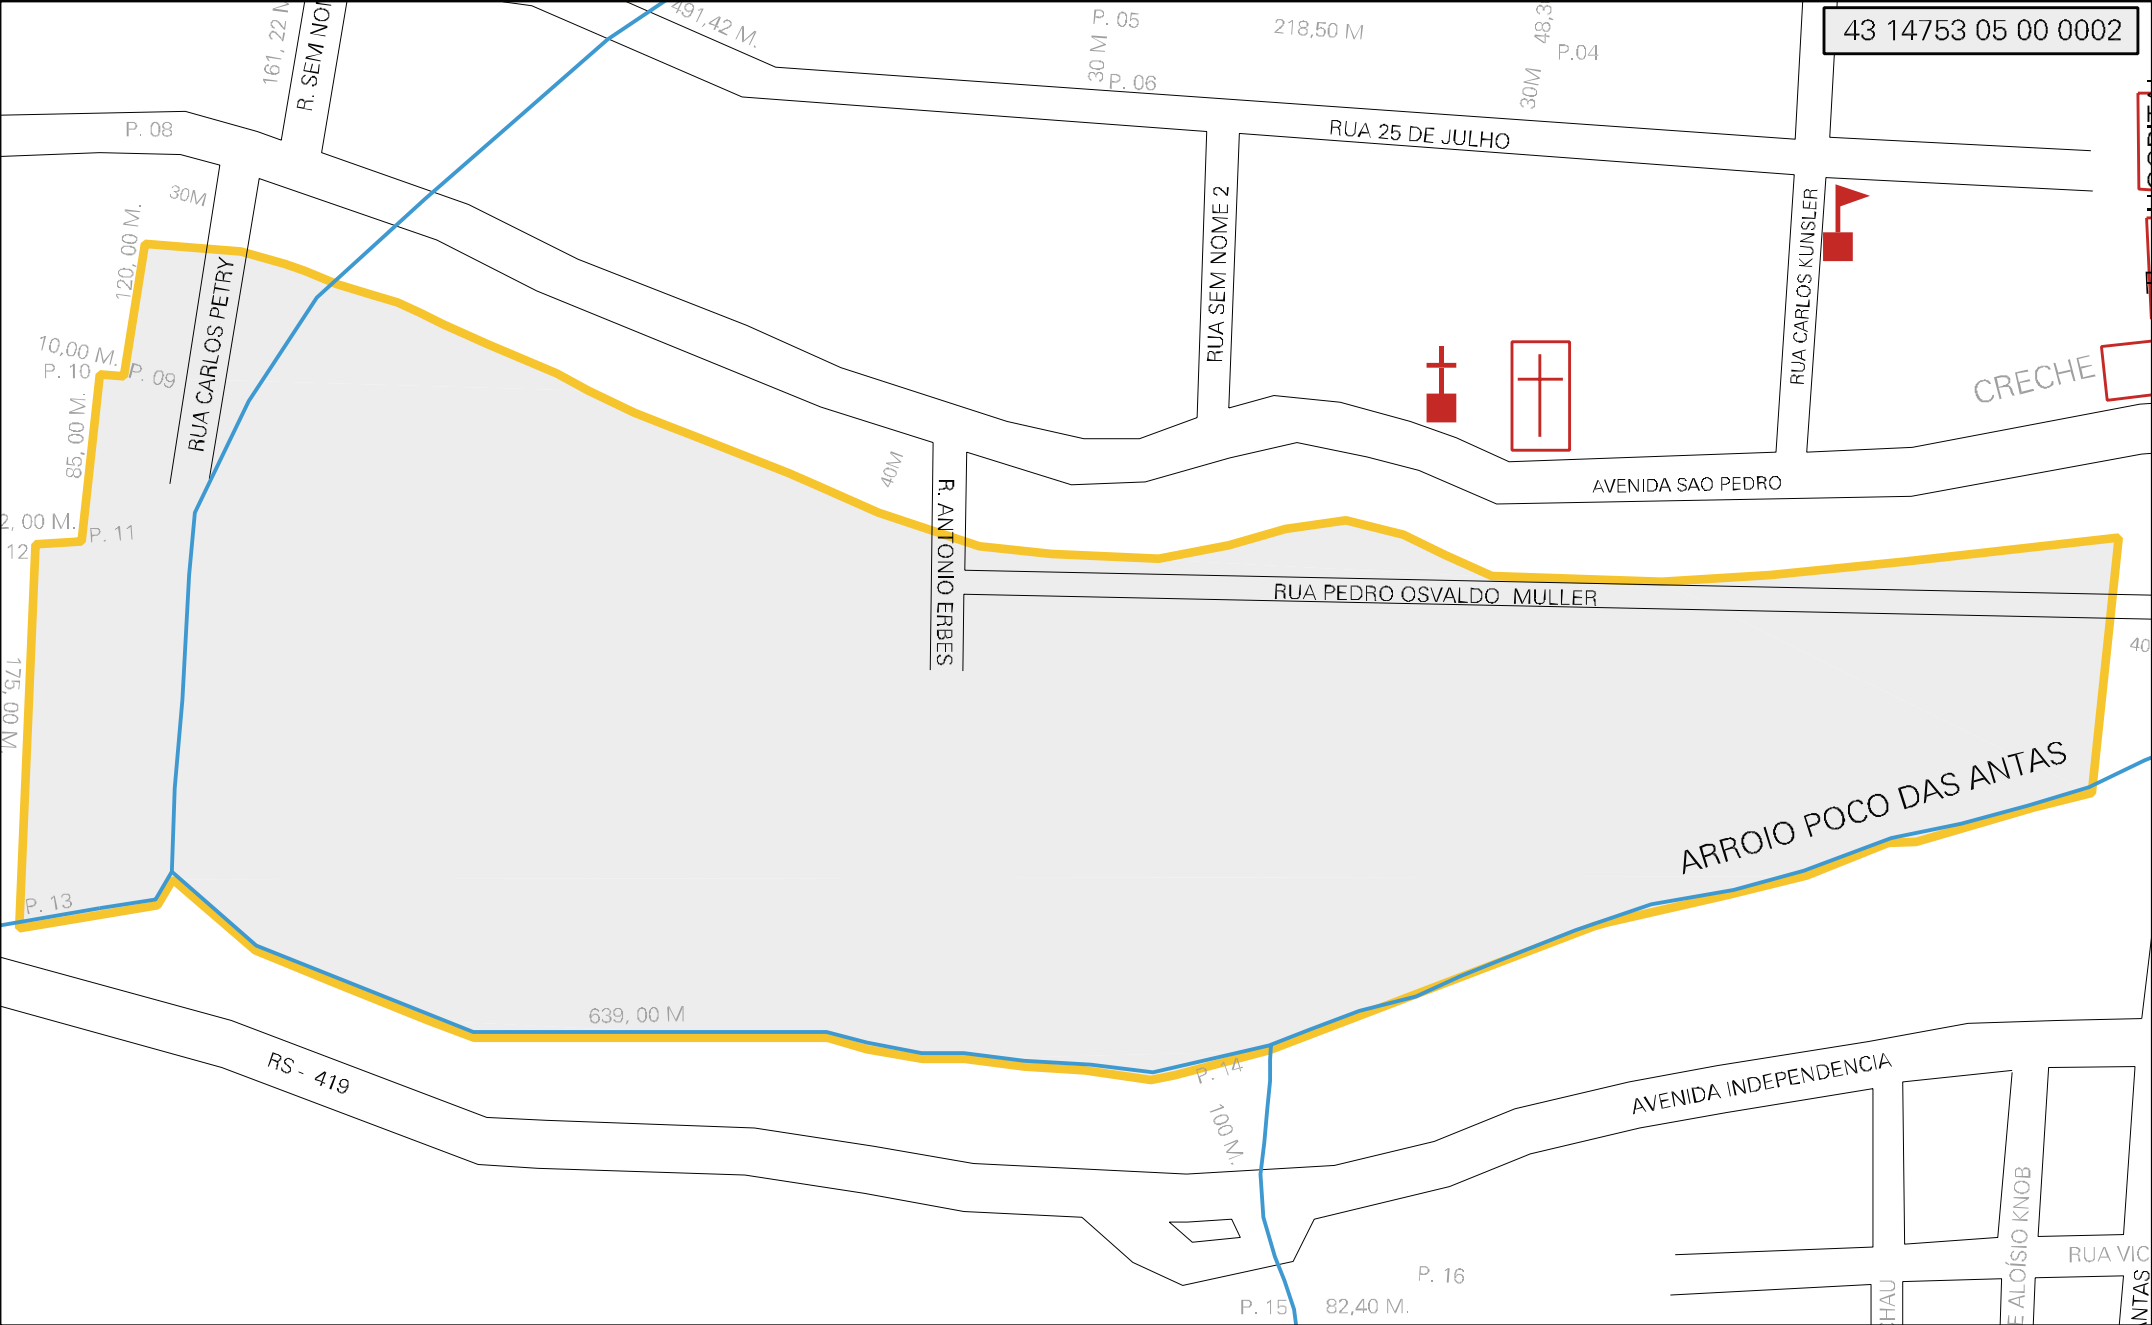 491,42 M.
P. 05
30 M
P. 06
218,50 M
48,3
P.04
30M
43 14753 05 00 0002
161, 22 M
R. SEM NOM
P. 08
30M
RUA 25 DE JULHO
120, 00 M.
RUA CARLOS PETRY
RUA SEM NOME 2
RUA CARLOS KUNSLER
10,00 M.
P. 10
P. 09
CRECHE
85, 00 M.
40M
AVENIDA SAO PEDRO
2, 00 M.
12
P. 11
R. ANTONIO ERBES
RUA PEDRO OSVALDO MULLER
40
175, 00 M.
ARROIO POCO DAS ANTAS
P. 13
639, 00 M
P. 14
RS - 419
100 M.
AVENIDA INDEPENDENCIA
E ALOÍSIO KNOB
RUA VIC
P. 16
P. 15
82,40 M.
HAU
NTAS